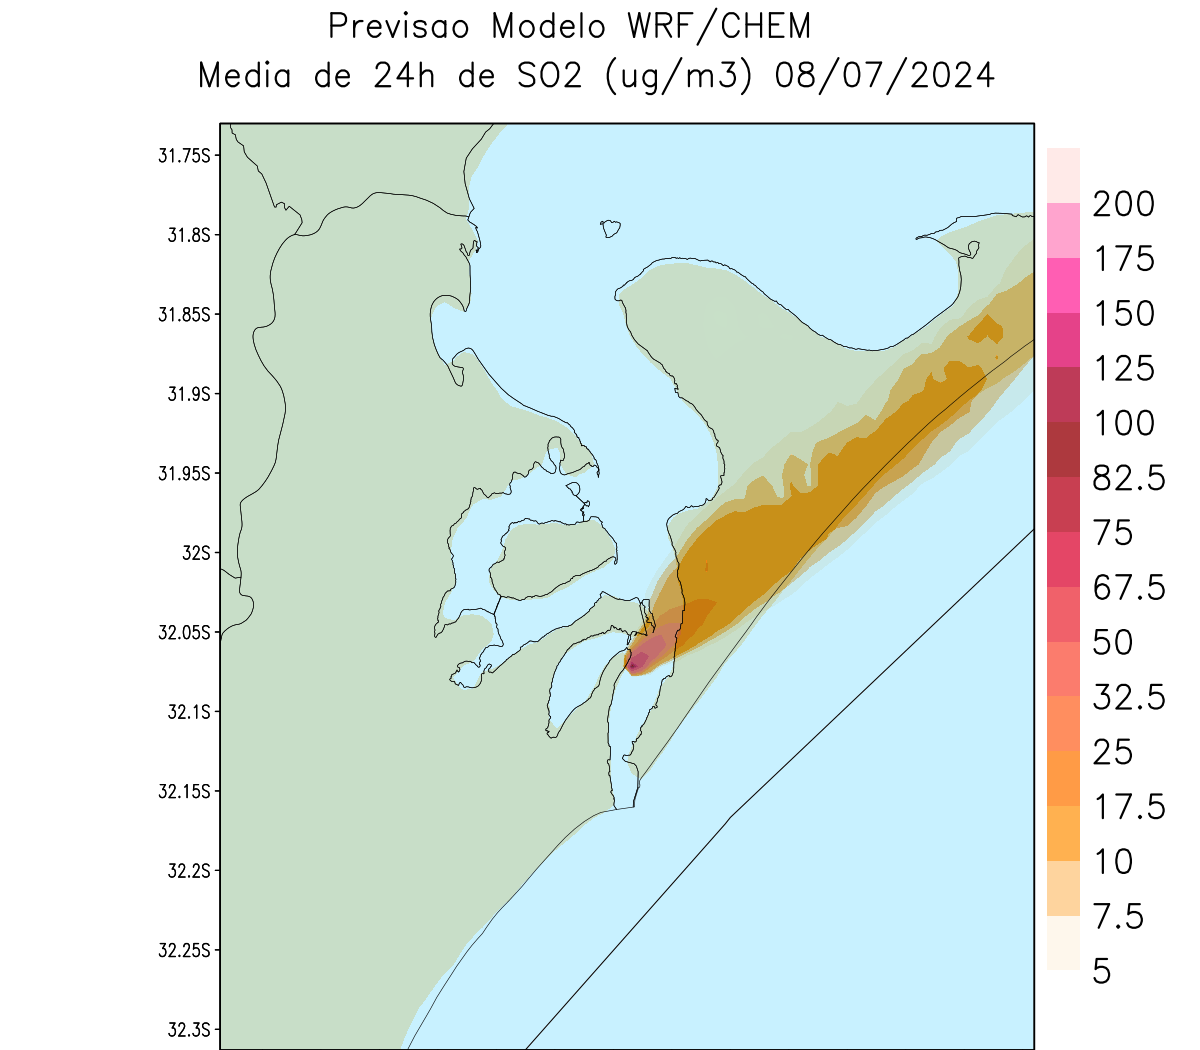 Previsao Modelo WRF/CHEM
Media de 24h de SO2 (ug/m3) 08/07/2024
31.75S
31.8S
31.85S
31.9S
31.95S
32S
32.05S
32.1S
32.15S
32.2S
32.25S
32.3S
200
175
150
125
100
82.5
75
67.5
50
32.5
25
17.5
10
7.5
5